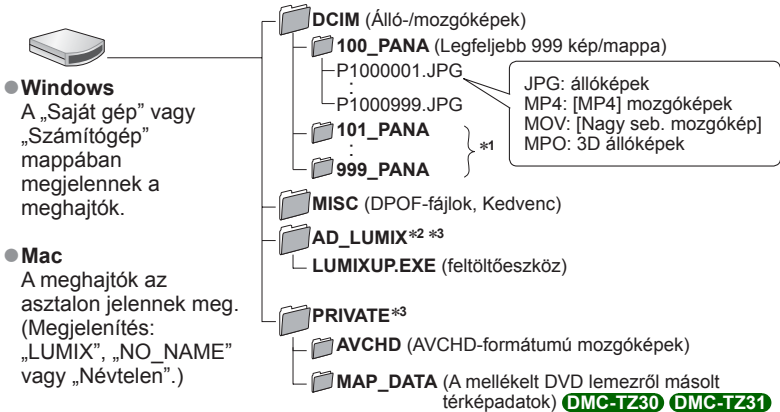 ● Windows
A „Saját gép” vagy
„Számítógép”
mappában
megjelennek a
meghajtók.
● Mac
A meghajtók az
asztalon jelennek meg.
(Megjelenítés:
„LUMIX”, „NO_NAME”
vagy „Névtelen”.)
DCIM (Álló-/mozgóképek)
100_PANA (Legfeljebb 999 kép/mappa)
P1000001.JPG
:
P1000999.JPG
JPG: állóképek
MP4: [MP4] mozgóképek
MOV: [Nagy seb. mozgókép]
MPO: 3D állóképek
101_PANA
:
999_PANA
*1
MISC (DPOF-fájlok, Kedvenc)
AD_LUMIX*2 *3
LUMIXUP.EXE (feltöltőeszköz)
PRIVATE*3
AVCHD (AVCHD-formátumú mozgóképek)
MAP_DATA (A mellékelt DVD lemezről másolt
térképadatok) DMC-TZ30 DMC-TZ31